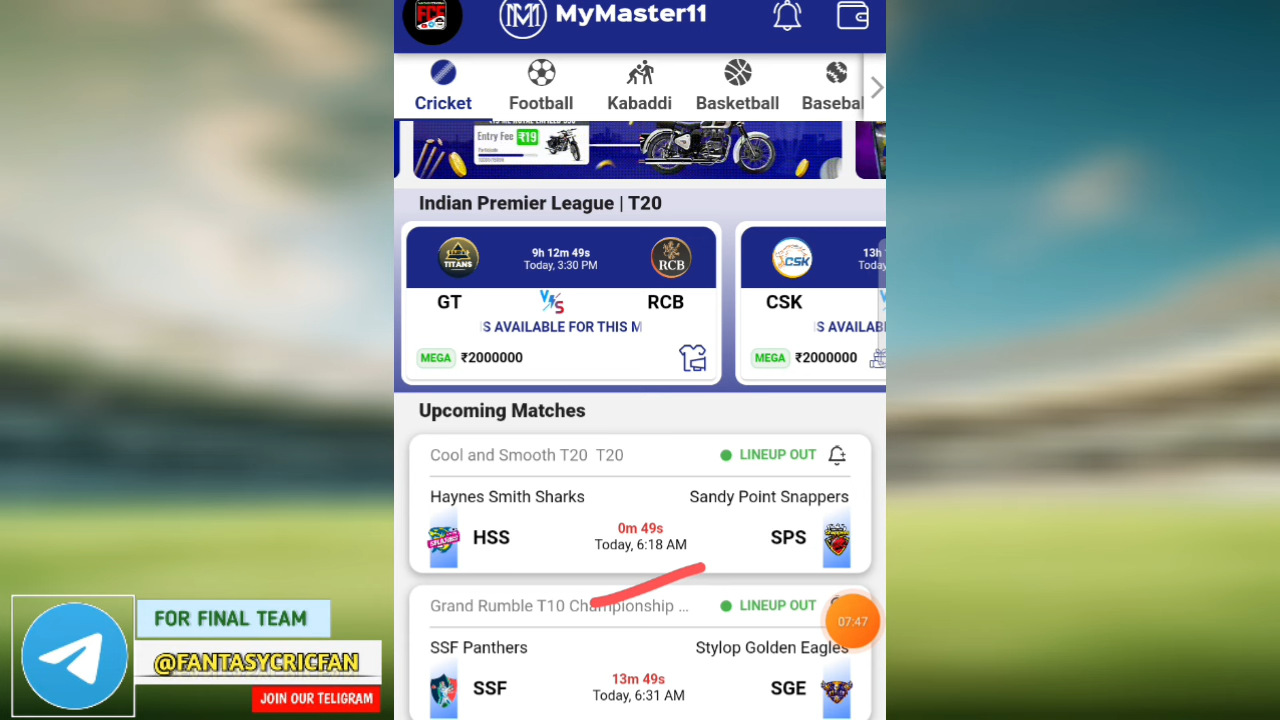 FCF
MM MyMaster11
Cricket Football Kabaddi Basketball Basebal
Entry Fee ₹19
Indian Premier League | T20
TITANS 9h 12m 49s RCB
Today, 3:30 PM
GT VS RCB
S AVAILABLE FOR THIS M
MEGA ₹2000000
CSK 13h
Today
CSK
S AVAILAB
MEGA ₹2000000
Upcoming Matches
Cool and Smooth T20 T20 LINEUP OUT
Haynes Smith Sharks Sandy Point Snappers
HSS 0m 49s SPS
Today, 6:18 AM
Grand Rumble T10 Championship ... LINEUP OUT
07:47
SSF Panthers Stylop Golden Eagles
SSF 13m 49s SGE
Today, 6:31 AM
FOR FINAL TEAM
@FANTASYCRICFAN
JOIN OUR TELIGRAM